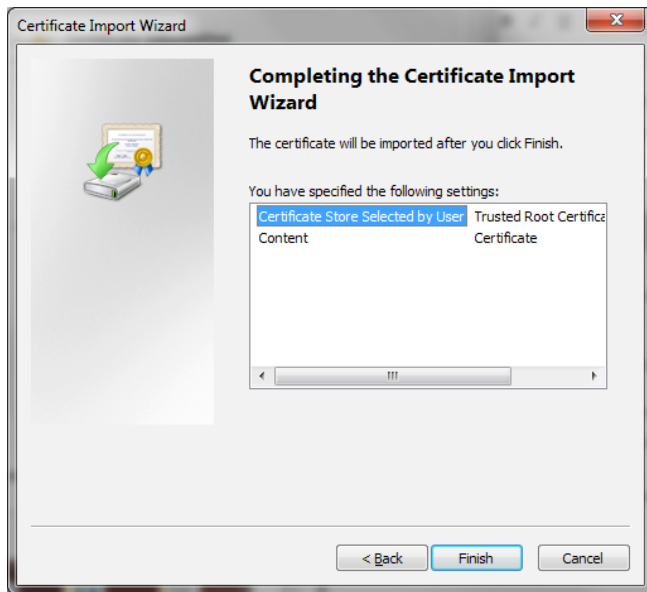 Certificate Import Wizard
Completing the Certificate Import
Wizard
The certificate will be imported after you click Finish.
You have specified the following settings:
Certificate Store Selected by User Trusted Root Certifica
Content Certificate
< Back Finish Cancel